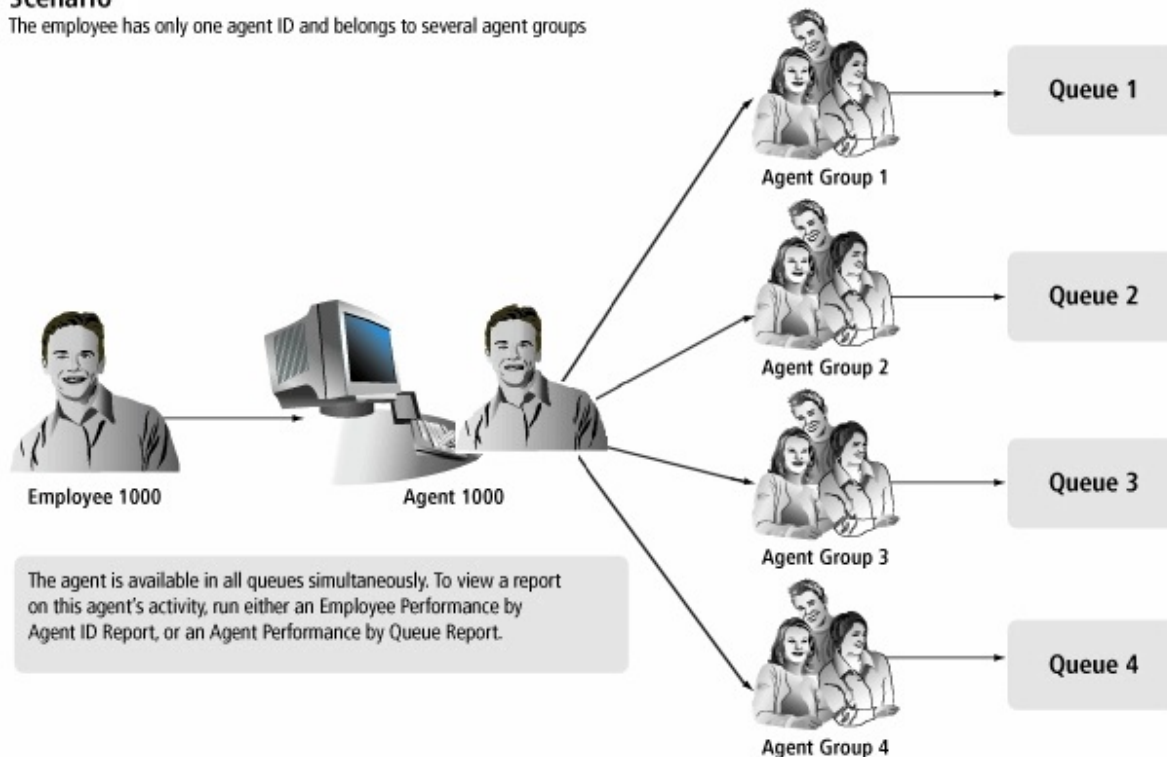 Scenario
The employee has only one agent ID and belongs to several agent groups
Queue 1
Agent Group 1
Queue 2
Agent Group 2
Employee 1000
Agent 1000
Queue 3
Agent Group 3
The agent is available in all queues simultaneously. To view a report
on this agent's activity, run either an Employee Performance by
Agent ID Report, or an Agent Performance by Queue Report.
Queue 4
Agent Group 4